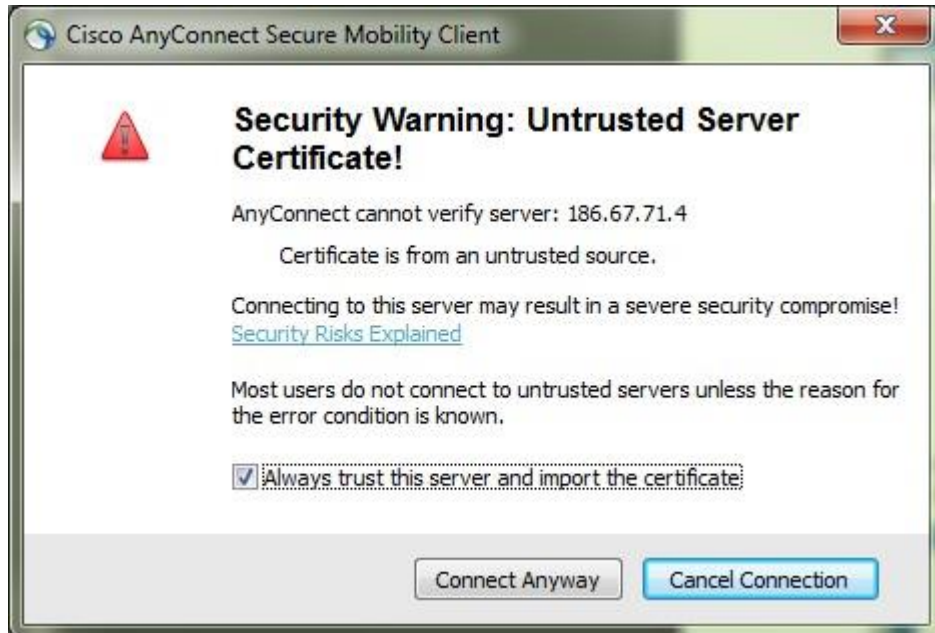 Cisco AnyConnect Secure Mobility Client
Security Warning: Untrusted Server
Certificate!
AnyConnect cannot verify server: 186.67.71.4
Certificate is from an untrusted source.
Connecting to this server may result in a severe security compromise!
Security Risks Explained
Most users do not connect to untrusted servers unless the reason for
the error condition is known.
Always trust this server and import the certificate
Connect Anyway
Cancel Connection